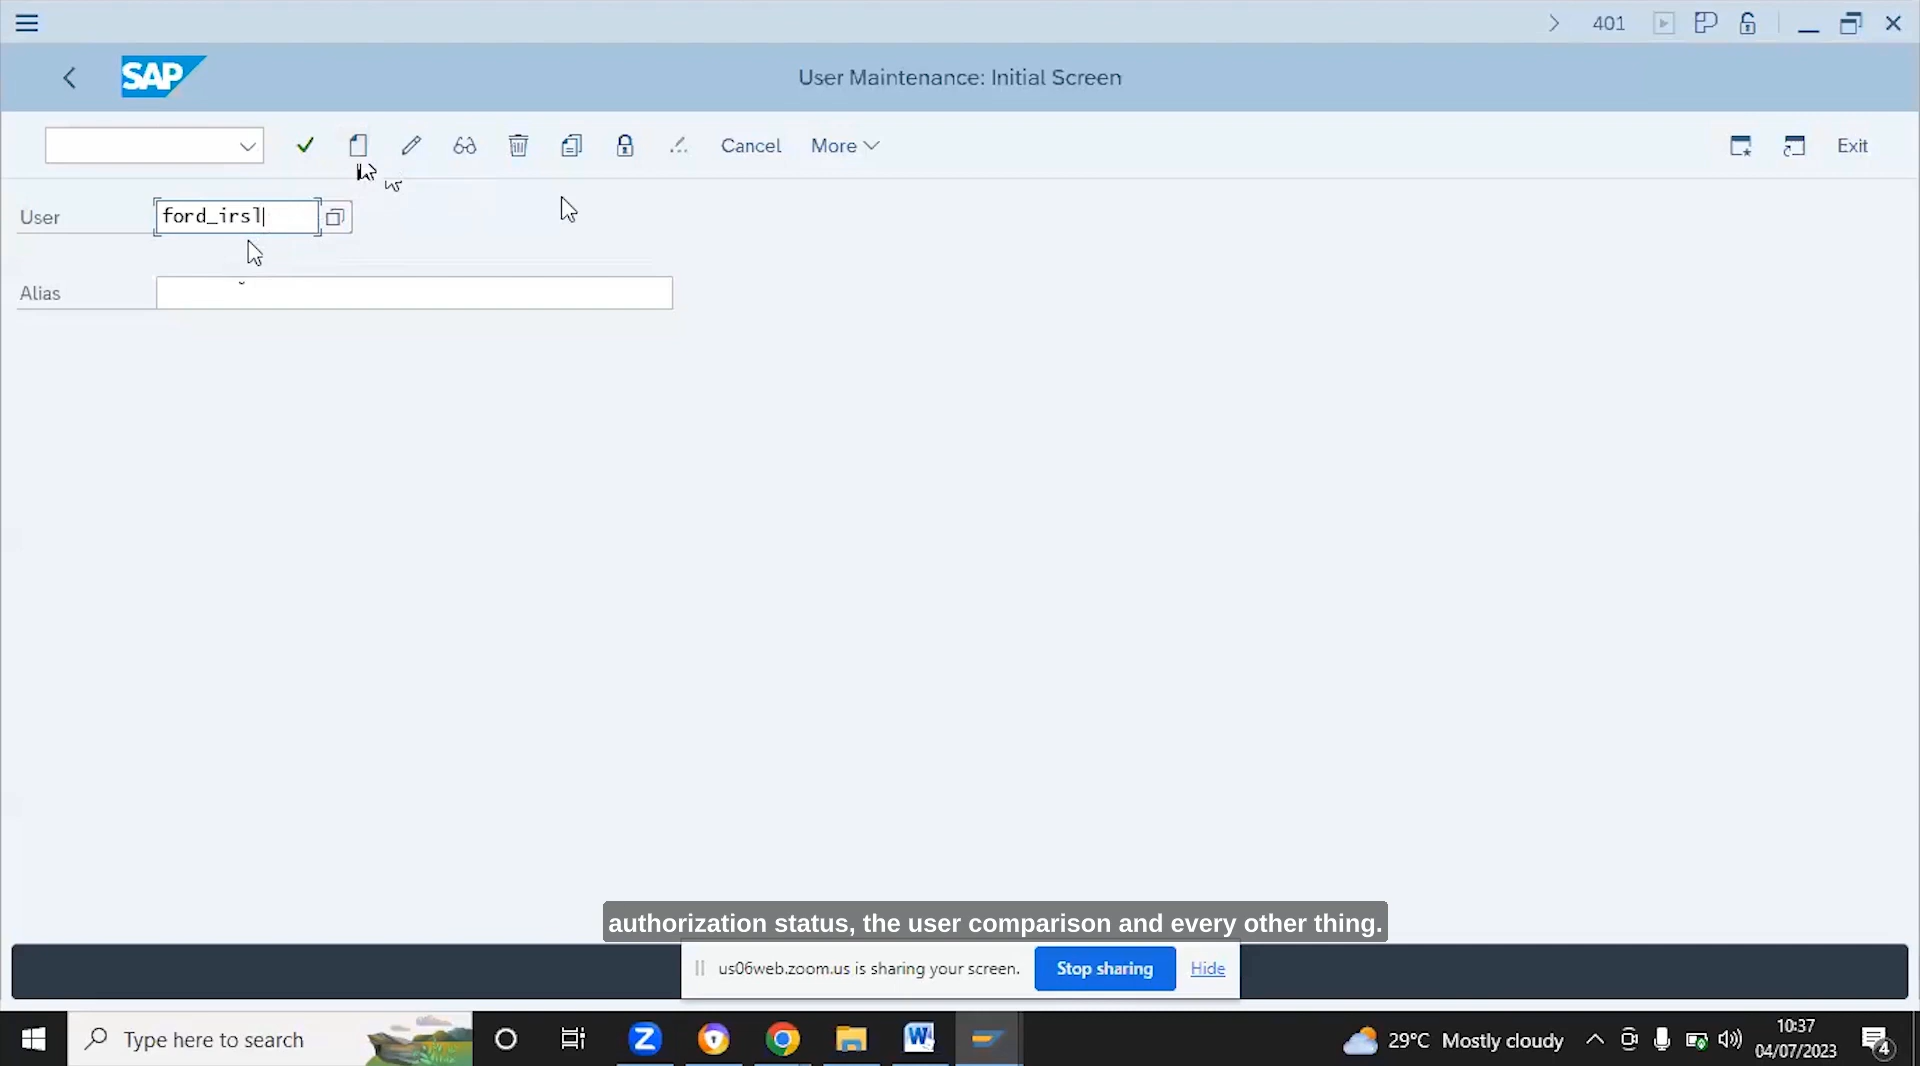 401
SAP
User Maintenance: Initial Screen
Cancel
More
Exit
User
ford_irsl
Alias
authorization status, the user comparison and every other thing.
us06web.zoom.us is sharing your screen.
Stop sharing
Hide
Type here to search
Z
W
29°C Mostly cloudy
10:37
04/07/2023
4